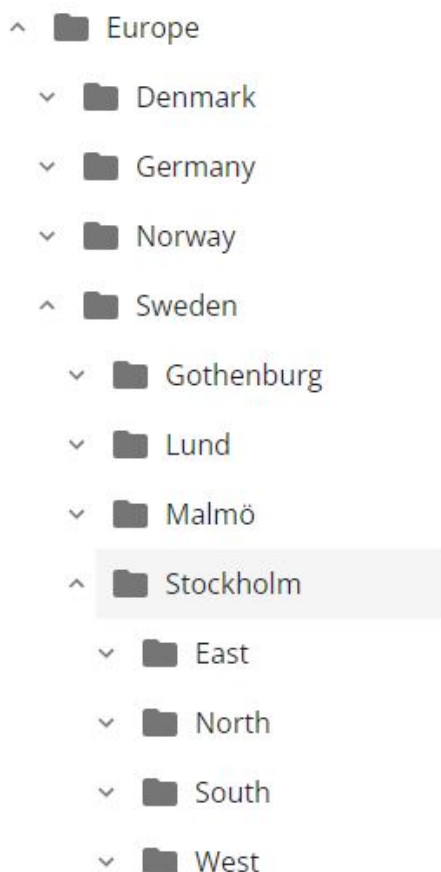 Europe
Denmark
Germany
Norway
Sweden
Gothenburg
Lund
Malmö
Stockholm
East
North
South
West